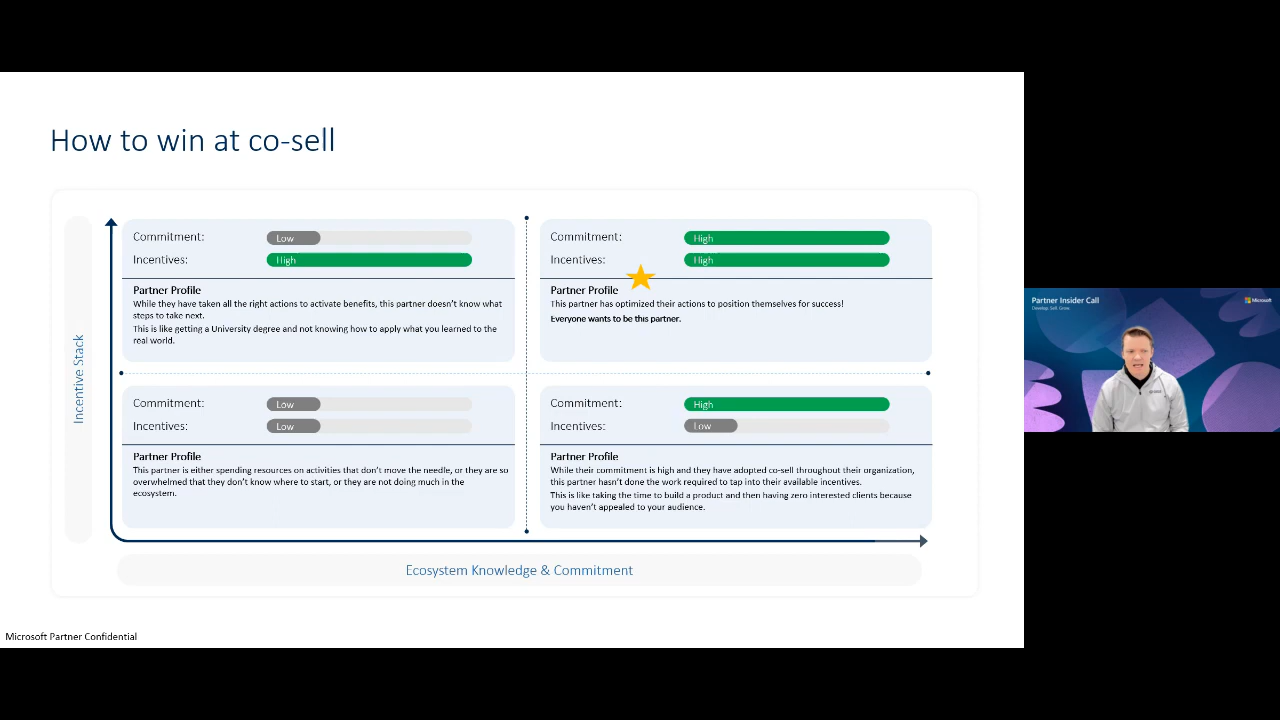 How to win at co-sell
Incentive Stack
Commitment:
Low
Incentives:
High
Partner Profile
While they have taken all the right actions to activate benefits, this partner doesn't know what
steps to take next.
This is like getting a University degree and not knowing how to apply what you learned to the
real world.
Commitment:
High
Incentives:
High
Partner Profile
This partner has optimized their actions to position themselves for success!
Everyone wants to be this partner.
Commitment:
Low
Incentives:
Low
Partner Profile
This partner is either spending resources on activities that don't move the needle, or they are so
overwhelmed that they don't know where to start, or they are not doing much in the
ecosystem.
Commitment:
High
Incentives:
Low
Partner Profile
While their commitment is high and they have adopted co-sell throughout their organization,
this partner hasn't done the work required to tap into their available incentives.
This is like taking the time to build a product and then having zero interested clients because
you haven't appealed to your audience.
Ecosystem Knowledge & Commitment
Microsoft Partner Confidential
Partner Insider Call
Develop. Sell. Grow.
Microsoft